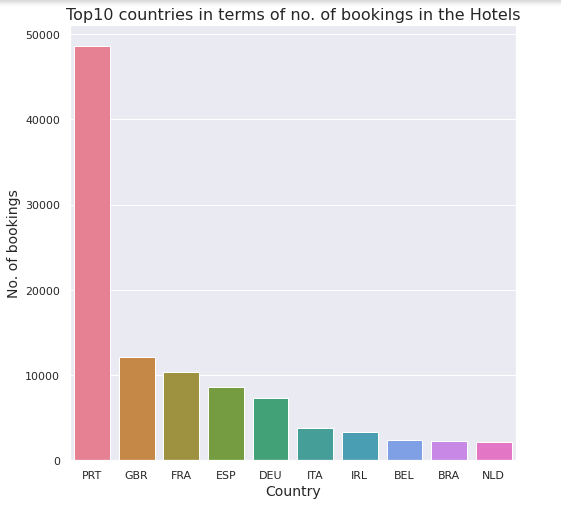 Top10 countries in terms of no. of bookings in the Hotels
50000
40000
30000
20000
10000
0
No. of bookings
PRT GBR FRA ESP DEU ITA IRL BEL BRA NLD
Country